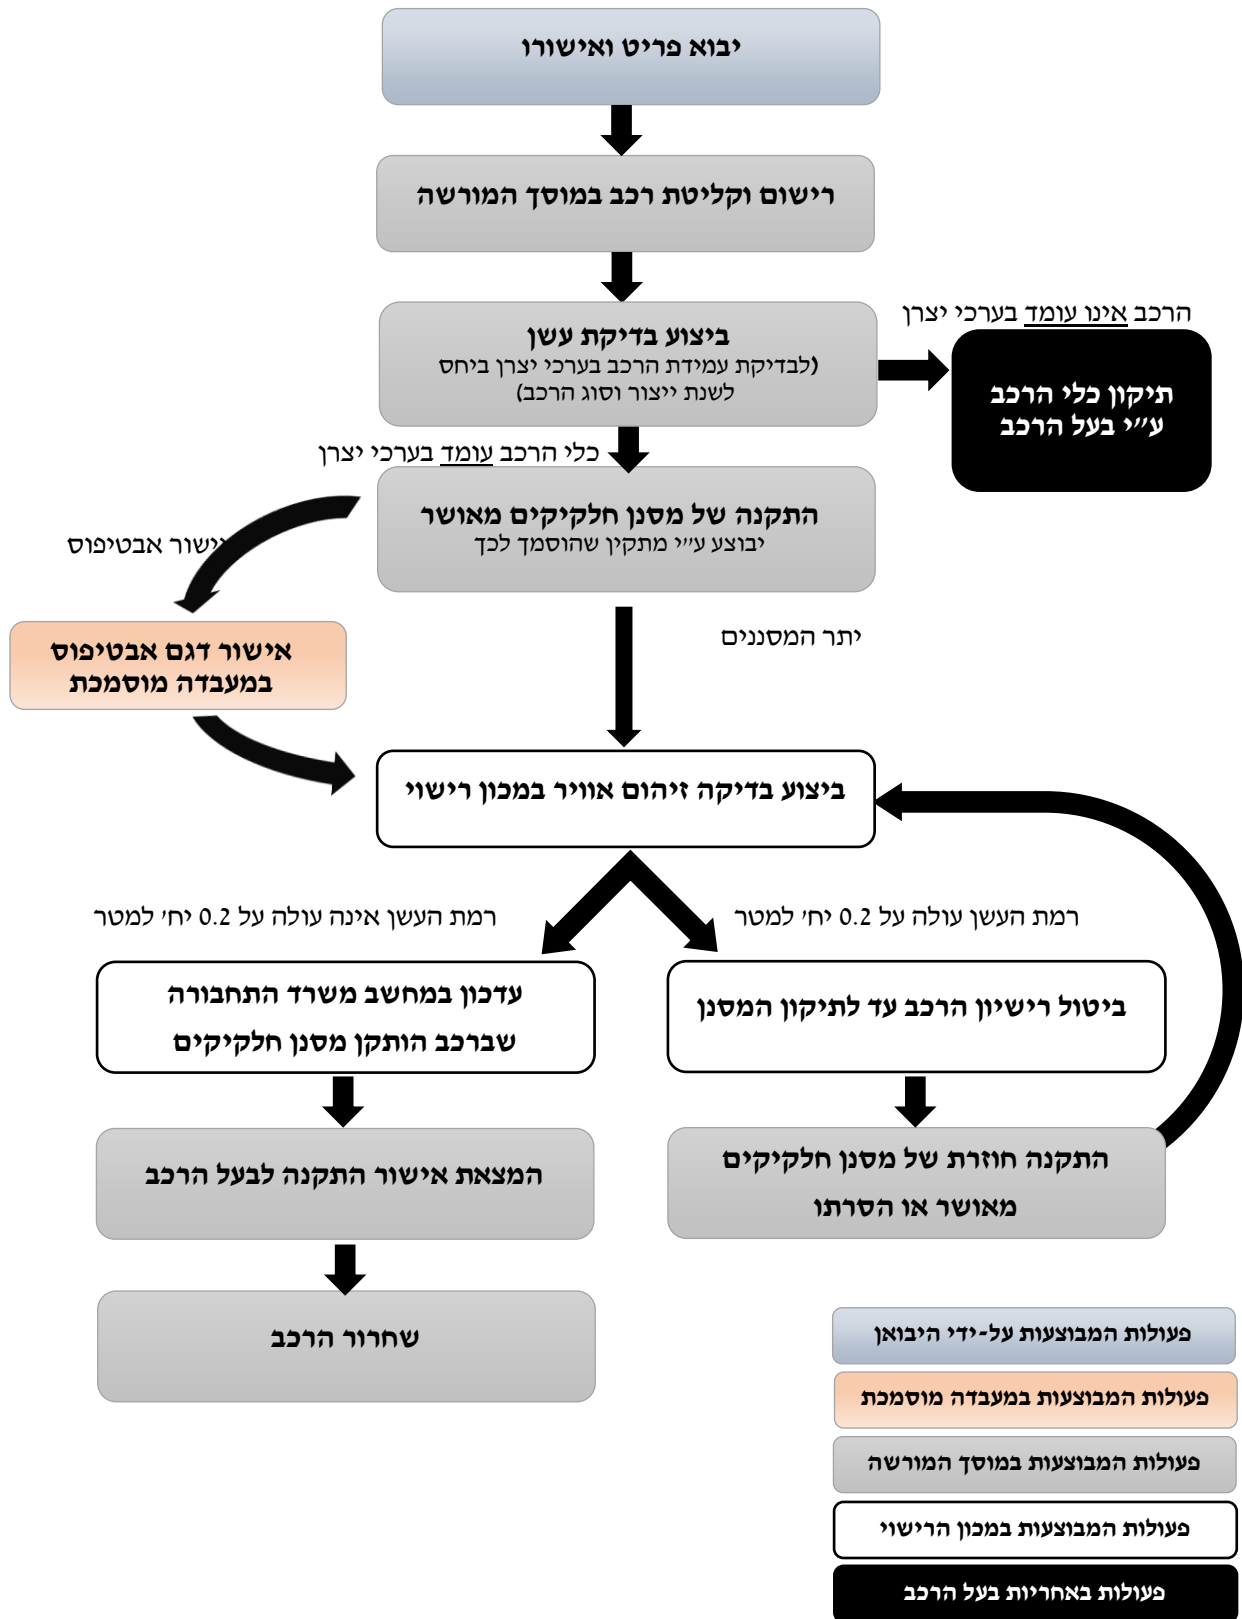 יבוא פריט ואישורו
רישום וקליטת רכב במוסך המורשה
ביצוע בדיקת עשן
(לבדיקת עמידת הרכב בערכי יצרן ביחס
לשנת ייצור וסוג הרכב)
הרכב אינו עומד בערכי יצרן
תיקון כלי הרכב
ע״י בעל הרכב
כלי הרכב עומד בערכי יצרן
התקנה של מסנן חלקיקים מאושר
יבוצע ע״י מתקין שהוסמך לכך
אישור אבטיפוס
אישור דגם אבטיפוס
במעבדה מוסמכת
יתר המסננים
ביצוע בדיקה זיהום אוויר במכון רישוי
רמת העשן עולה על 0.2 יח׳ למטר
רמת העשן אינה עולה על 0.2 יח׳ למטר
ביטול רישיון הרכב עד לתיקון המסנן
עדכון במחשב משרד התחבורה
שברכב הותקן מסנן חלקיקים
התקנה חוזרת של מסנן חלקיקים
מאושר או הסרתו
המצאת אישור התקנה לבעל הרכב
שחרור הרכב
פעולות המבוצעות על-ידי היבואן
פעולות המבוצעות במעבדה מוסמכת
פעולות המבוצעות במוסך המורשה
פעולות המבוצעות במכון הרישוי
פעולות באחריות בעל הרכב